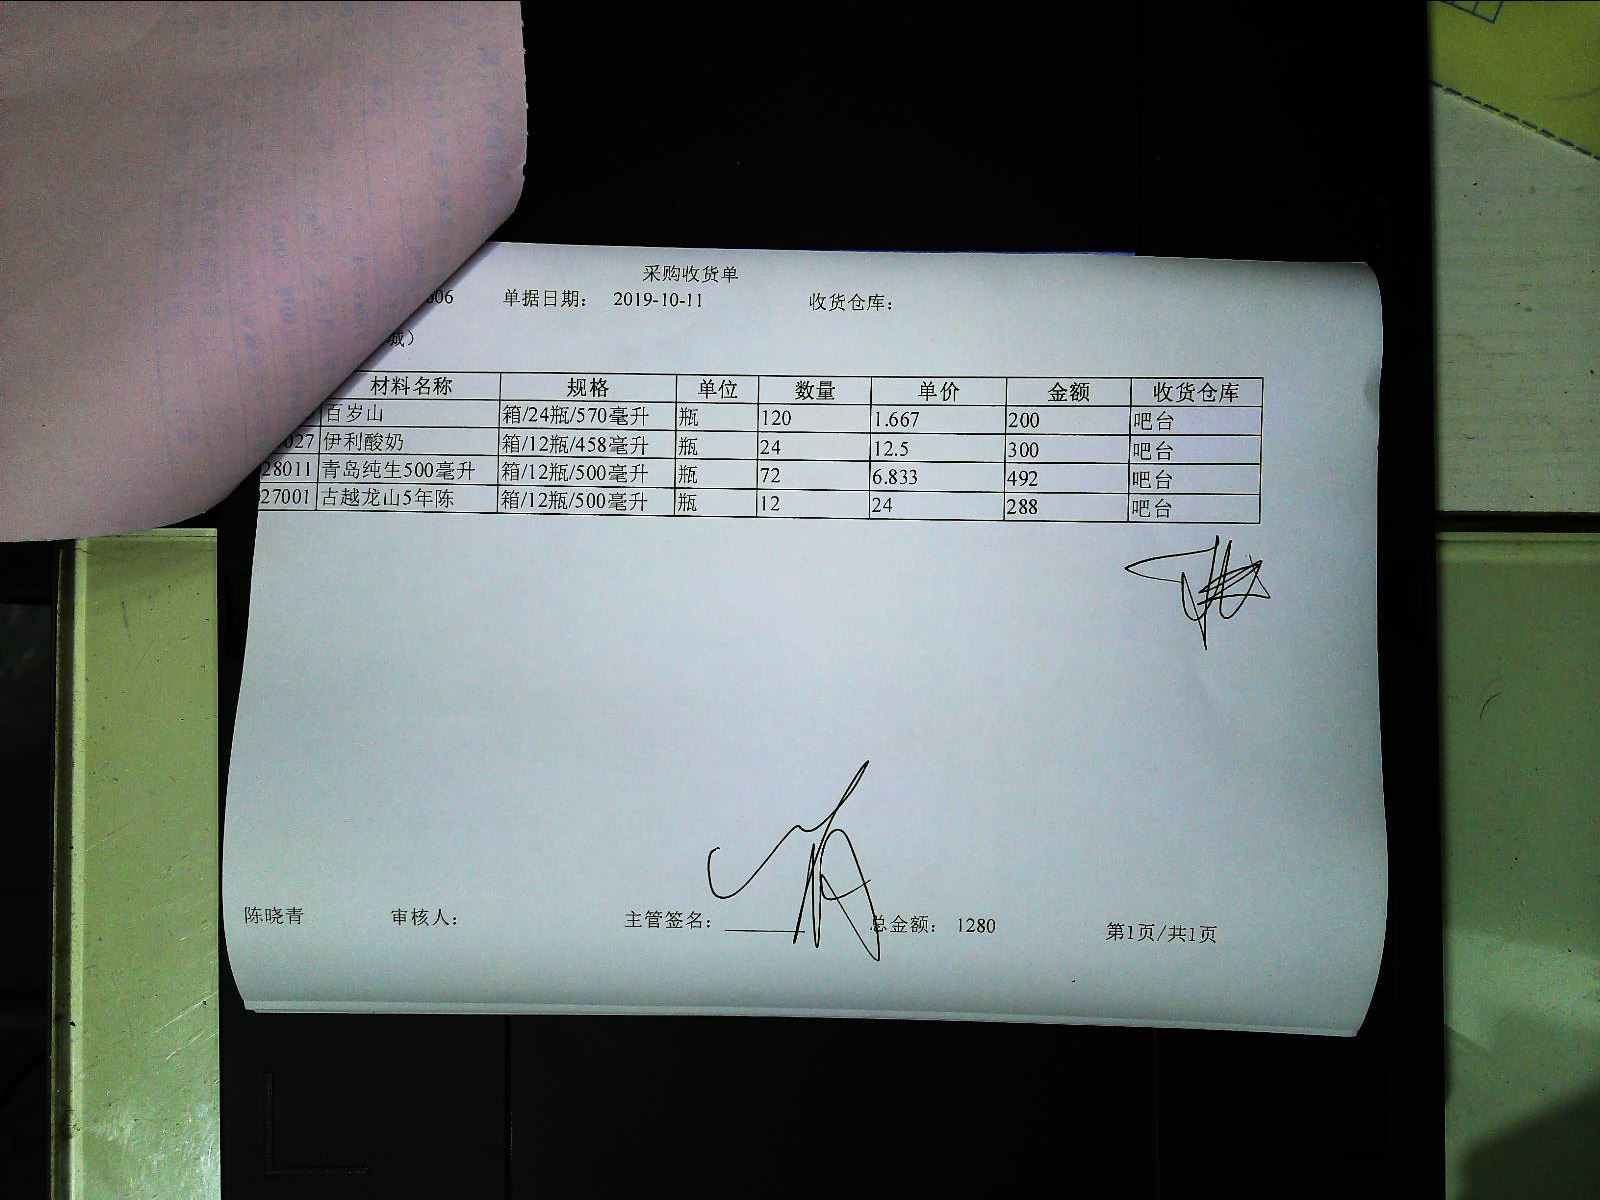 采购收货单
006 单据日期： 2019-10-11 收货仓库：
城）
材料名称 规格 单位 数量 单价 金额 收货仓库
百岁山 箱/24瓶/570毫升 瓶 120 1.667 200 吧台
027 伊利酸奶 箱/12瓶/458毫升 瓶 24 12.5 300 吧台
28011 青岛纯生500毫升 箱/12瓶/500毫升 瓶 72 6.833 492 吧台
27001 古越龙山5年陈 箱/12瓶/500毫升 瓶 12 24 288 吧台
陈晓青 审核人： 主管签名： 总金额： 1280 第1页/共1页